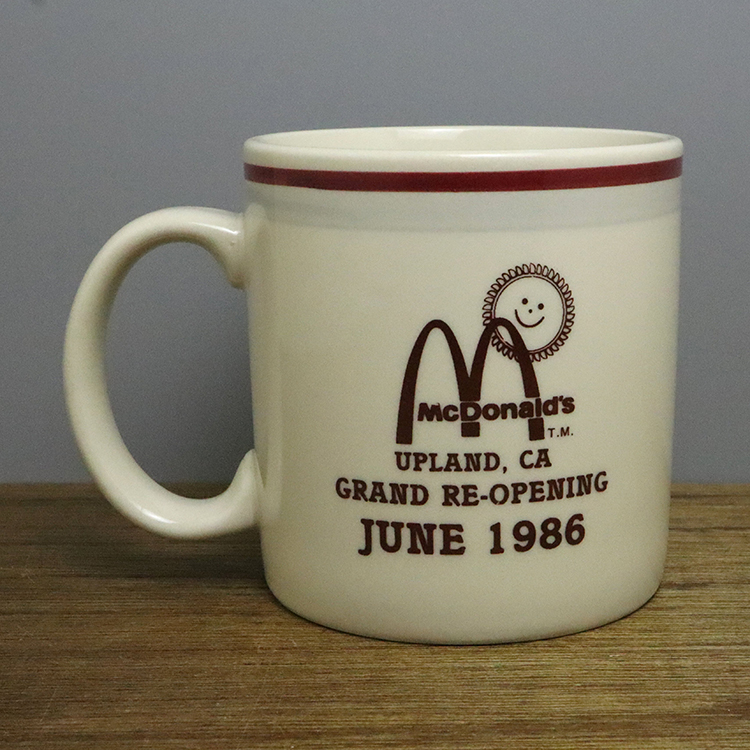 McDonald's
T.M.
UPLAND, CA
GRAND RE-OPENING
JUNE 1986